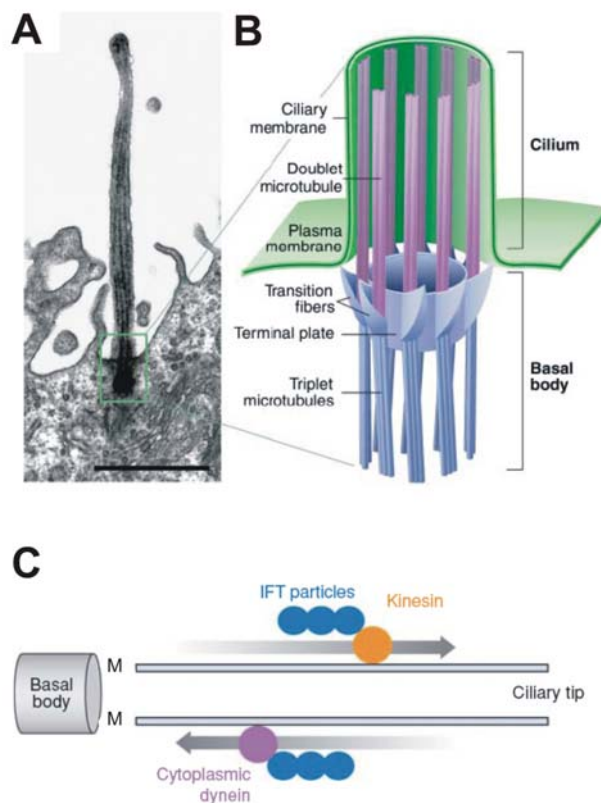 A
B
Ciliary
membrane
Doublet
microtubule
Plasma
membrane
Transition
fibers
Terminal plate
Triplet
microtubules
Cilium
Basal
body
C
IFT particles
Kinesin
M
Basal
body
Ciliary tip
M
Cytoplasmic
dynein